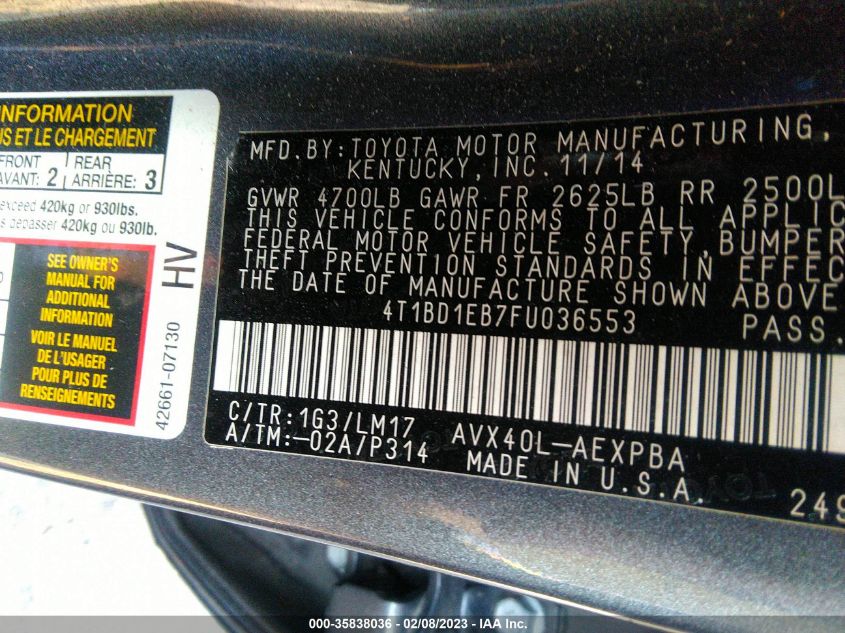 INFORMATION
US ET LE CHARGEMENT
FRONT
AVANT: 2
REAR
ARRIÈRE: 3
exceed 420kg or 930lbs.
dépasser 420kg ou 930lb.
SEE OWNER'S
MANUAL FOR
ADDITIONAL
INFORMATION
VOIR LE MANUEL
DE L'USAGER
POUR PLUS DE
RENSEIGNEMENTS
HV
42661-07130
MFD.BY:TOYOTA MOTOR MANUFACTURING,
KENTUCKY,INC.11/14
GVWR 4700LB GAWR FR 2625LB RR 2500L
THIS VEHICLE CONFORMS TO ALL APPLIC
FEDERAL MOTOR VEHICLE SAFETY,BUMPER
THEFT PREVENTION STANDARDS IN EFFEC
THE DATE OF MANUFACTURE SHOWN ABOVE
4T1BD1EB7FU036553 PASS.
C/TR:1G3/LM17 AVX40L-AEXPBA
A/TM:-02A/P314 MADE IN U.S.A.
249
000-35838036 - 02/08/2023 - IAA Inc.